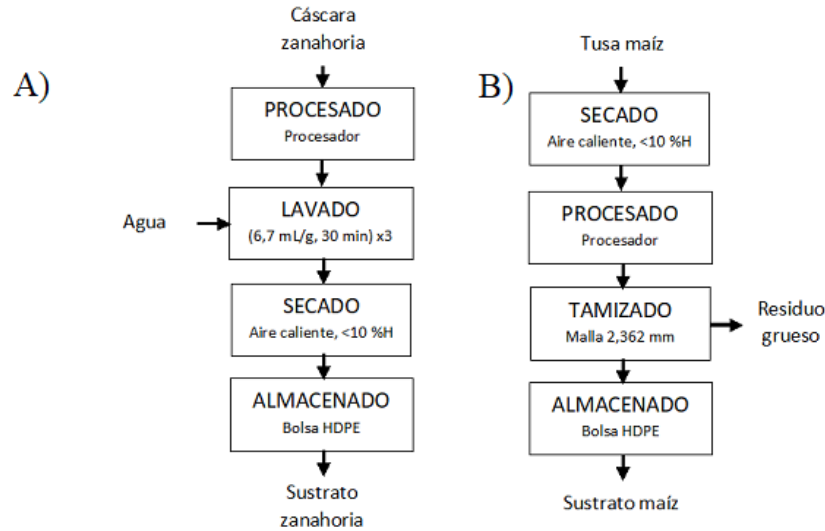 A)
Cáscara
zanahoria
PROCESADO
Procesador
Agua
LAVADO
(6,7 mL/g, 30 min) x3
SECADO
Aire caliente, <10 %H
ALMACENADO
Bolsa HDPE
Sustrato
zanahoria
B)
Tusa maíz
SECADO
Aire caliente, <10 %H
PROCESADO
Procesador
TAMIZADO
Malla 2,362 mm
Residuo
grueso
ALMACENADO
Bolsa HDPE
Sustrato maíz